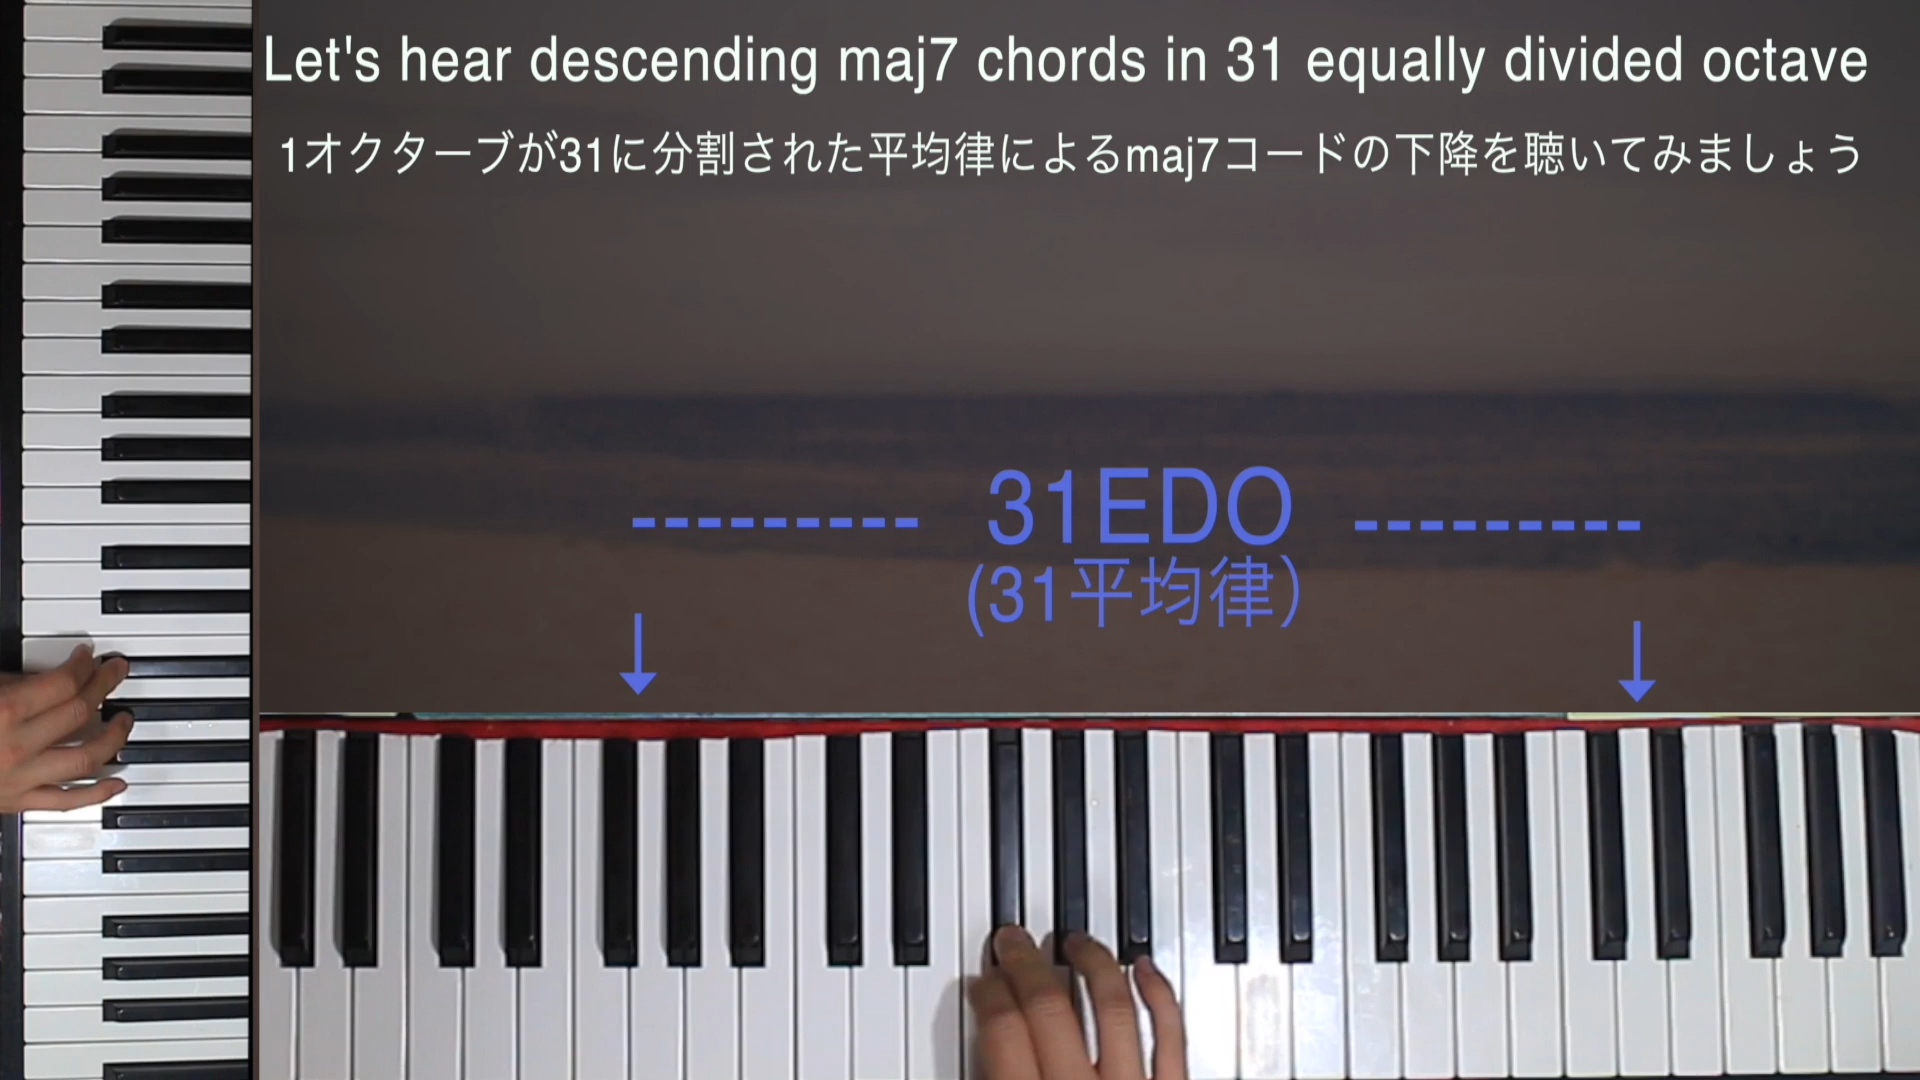 Let's hear descending maj7 chords in 31 equally divided octave
1オクターブが31に分割された平均律によるmaj7コードの下降を聴いてみましょう
31EDO
(31平均律)